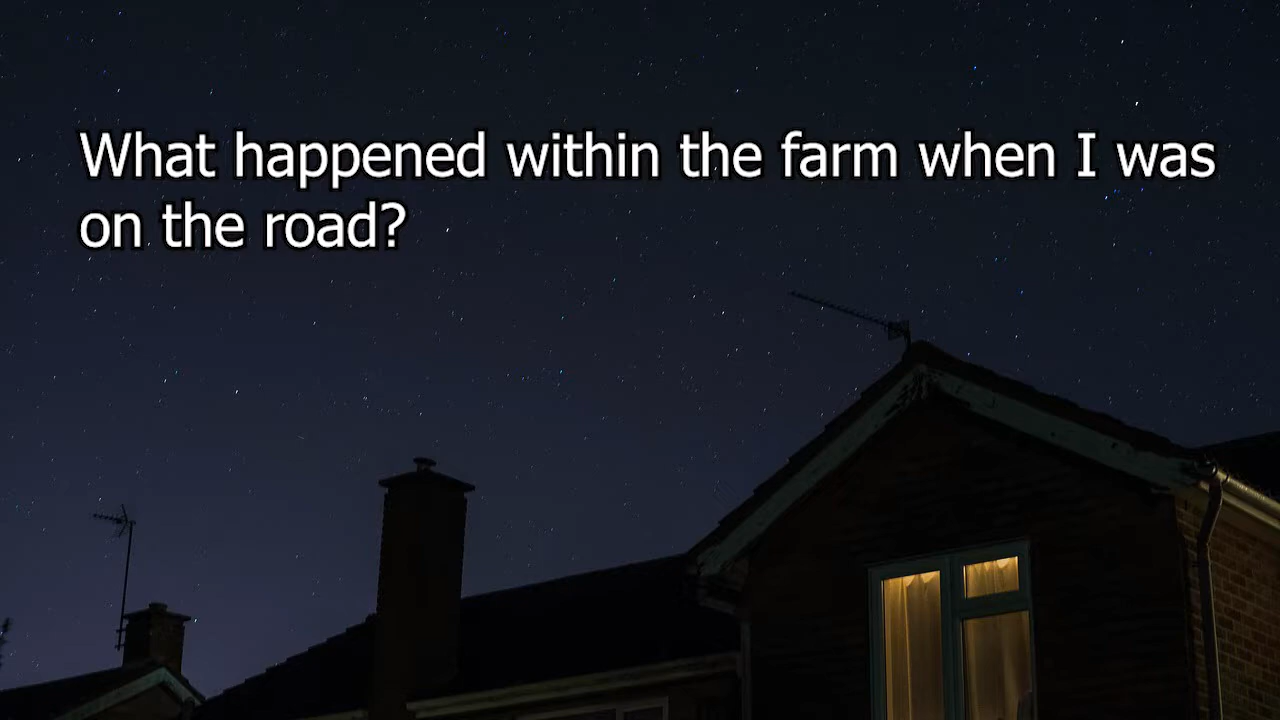 What happened within the farm when I was
on the road?